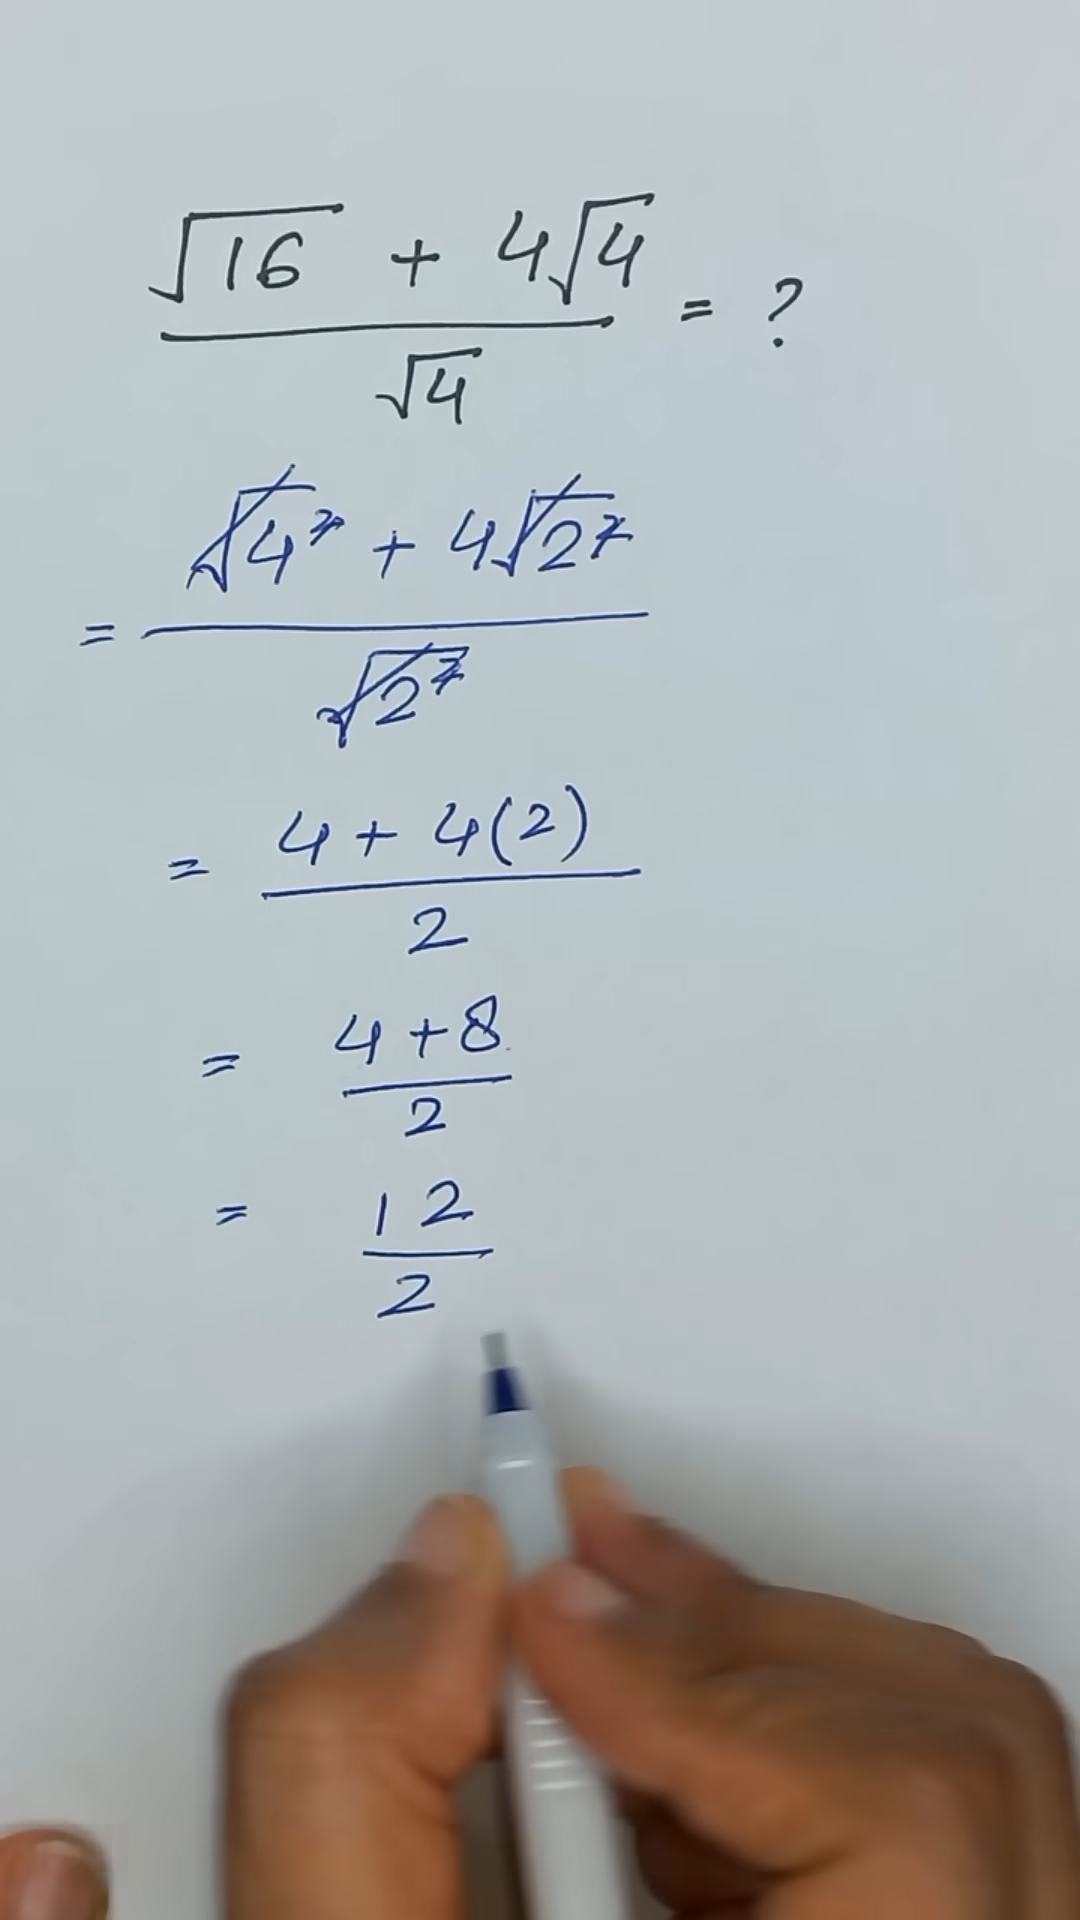 √16 + 4√4 / √4 = ?
= √4² + 4√2² / √2²
= 4 + 4(2) / 2
= 4 + 8 / 2
= 12 / 2